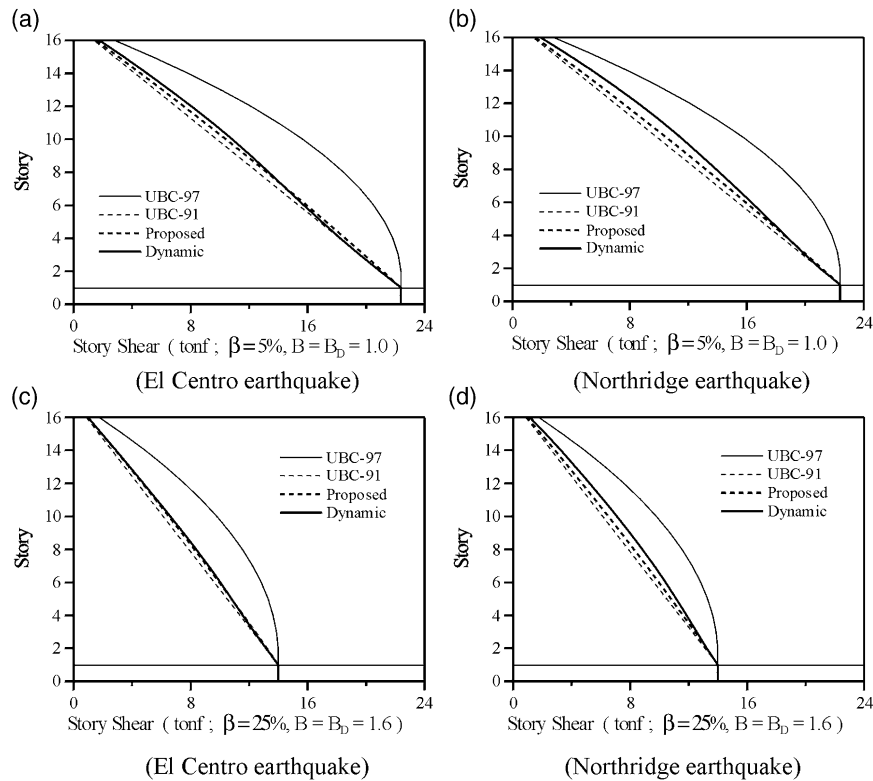 (a)
16
14
12
10
8
6
4
2
0
Story
UBC-97
UBC-91
Proposed
Dynamic
0 8 16 24
Story Shear ( tonf ; β=5%, B = B_D = 1.0 )
(El Centro earthquake)
(b)
16
14
12
10
8
6
4
2
0
Story
UBC-97
UBC-91
Proposed
Dynamic
0 8 16 24
Story Shear ( tonf ; β=5%, B = B_D = 1.0 )
(Northridge earthquake)
(c)
16
14
12
10
8
6
4
2
0
Story
UBC-97
UBC-91
Proposed
Dynamic
0 8 16 24
Story Shear ( tonf ; β=25%, B = B_D = 1.6 )
(El Centro earthquake)
(d)
16
14
12
10
8
6
4
2
0
Story
UBC-97
UBC-91
Proposed
Dynamic
0 8 16 24
Story Shear ( tonf ; β=25%, B = B_D = 1.6 )
(Northridge earthquake)